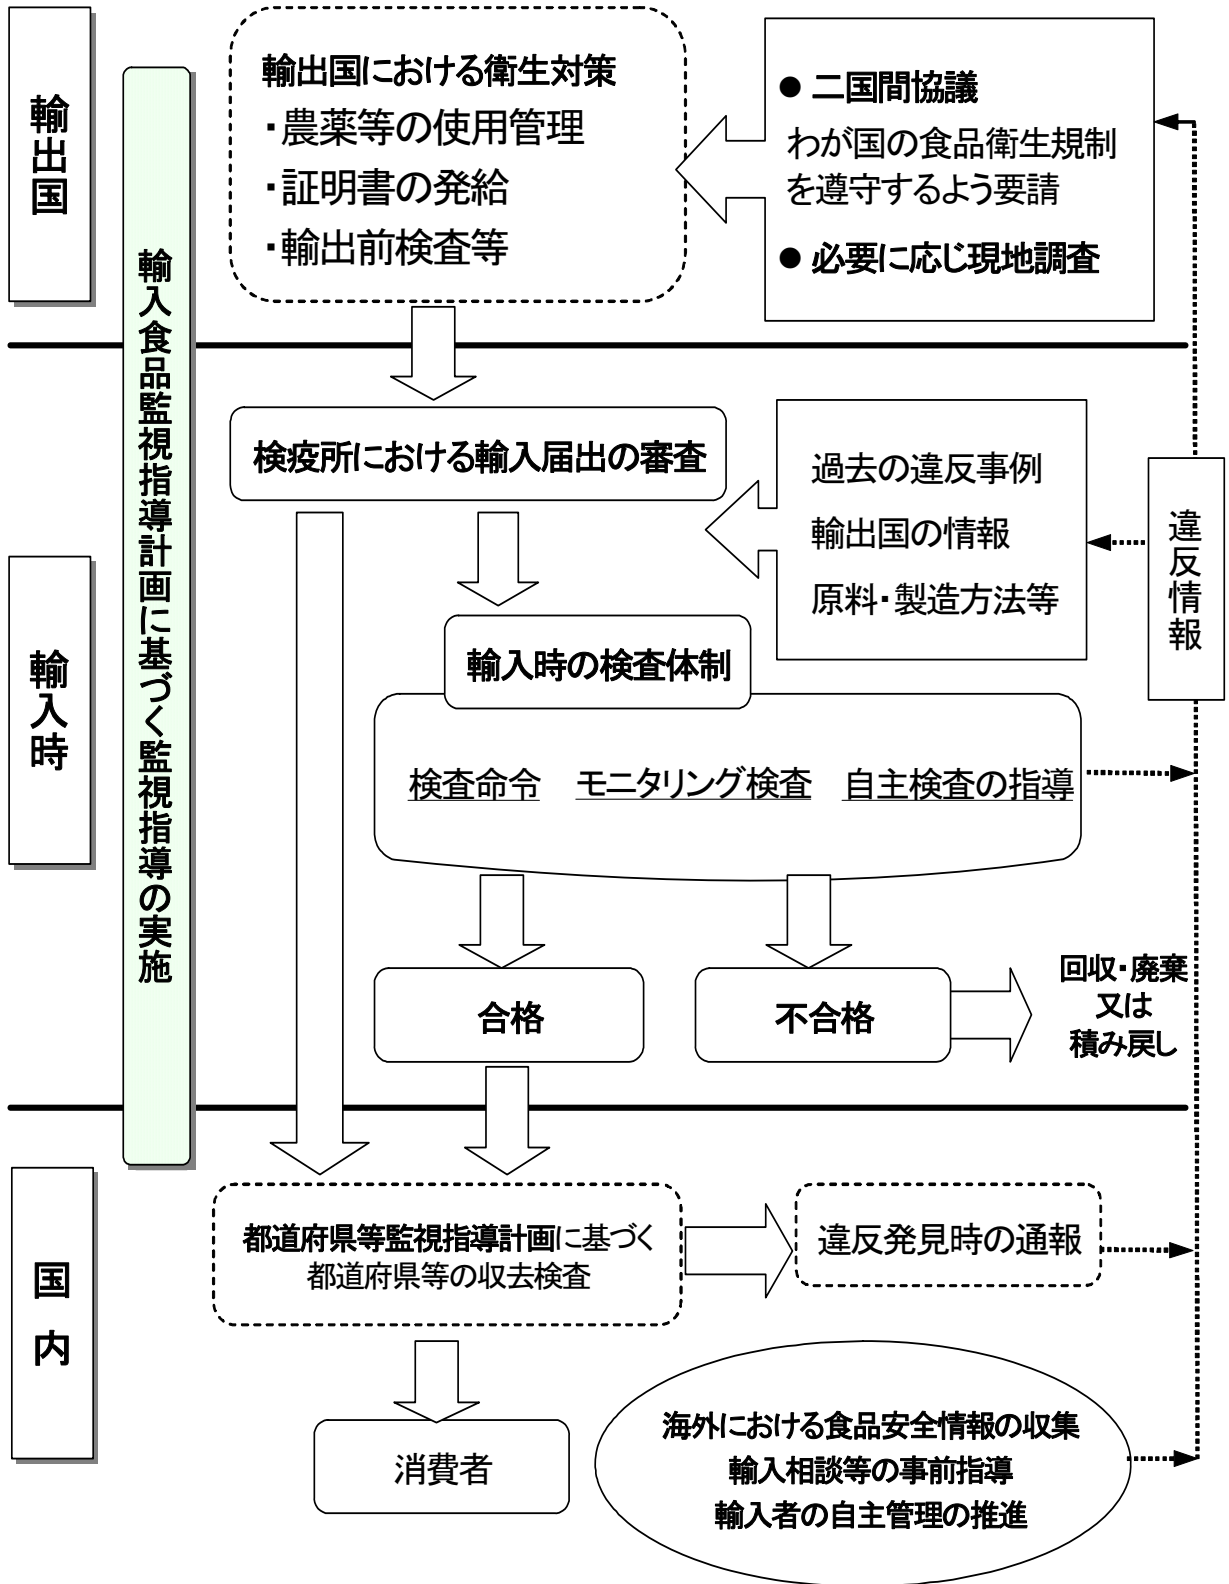 輸出国
輸入食品監視指導計画に基づく監視指導の実施
輸出国における衛生対策
・農薬等の使用管理
・証明書の発給
・輸出前検査等
● 二国間協議
わが国の食品衛生規制
を遵守するよう要請
● 必要に応じ現地調査
輸入時
検疫所における輸入届出の審査
過去の違反事例
輸出国の情報
原料・製造方法等
違反情報
輸入時の検査体制
検査命令 モニタリング検査 自主検査の指導
合格
不合格
回収・廃棄
又は
積み戻し
国内
都道府県等監視指導計画に基づく
都道府県等の収去検査
違反発見時の通報
消費者
海外における食品安全情報の収集
輸入相談等の事前指導
輸入者の自主管理の推進